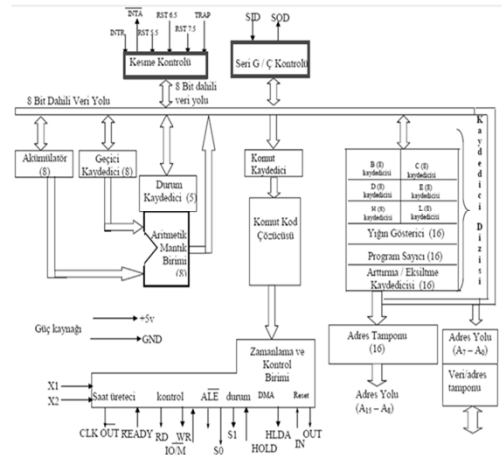 INTA
RST 6.5
TRAP
INTR
RST 5.5
RST 7.5
SID
SOD
Kesme Kontrolü
Seri G / Ç Kontrolü
8 Bit Dahili
veri yolu
8 Bit Dahili Veri Yolu
Akümülatör
(8)
Geçici
Kaydedici (8)
Durum
Kaydedici (5)
Aritmetik
Mantık
Birimi
(8)
Komut
Kaydedici
Komut Kod
Çözücüsü
B (8)
kaydedicisi
C (8)
kaydedicisi
D (8)
kaydedicisi
E (8)
kaydedicisi
H (8)
kaydedicisi
L (8)
kaydedicisi
Yığın Gösterici (16)
Program Sayıcı (16)
Arttırma / Eksiltme
Kaydedicisi (16)
Kaydedici Dizisi
Güç kaynağı
+5v
GND
Adres Tamponu
(16)
Adres Yolu
(A7 – A0)
Veri/adres
tamponu
Adres Yolu
(A15 – A8)
Zamanlama ve
Kontrol
Birimi
X1
X2
Saat üreteci
kontrol
ALE
durum
DMA
Reset
CLK OUT
READY
RD
WR
IO/M
S0
S1
HOLD
HLDA
IN
OUT